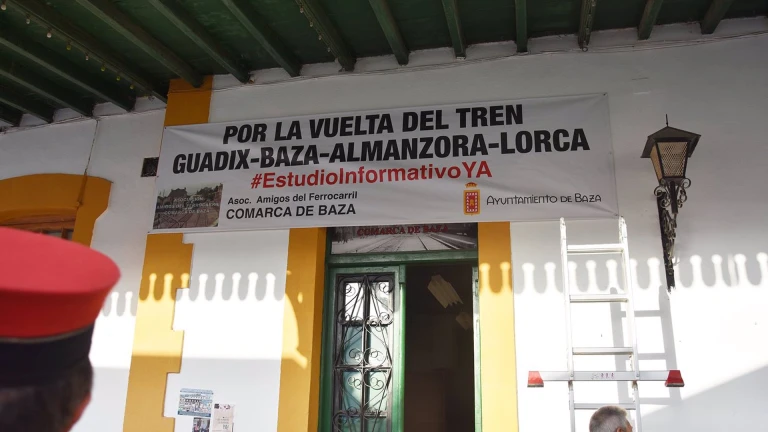 POR LA VUELTA DEL TREN
GUADIX-BAZA-ALMANZORA-LORCA
#EstudioInformativoYA
Asoc. Amigos del Ferrocarril
COMARCA DE BAZA
AYUNTAMIENTO DE BAZA
COMARCA DE BAZA